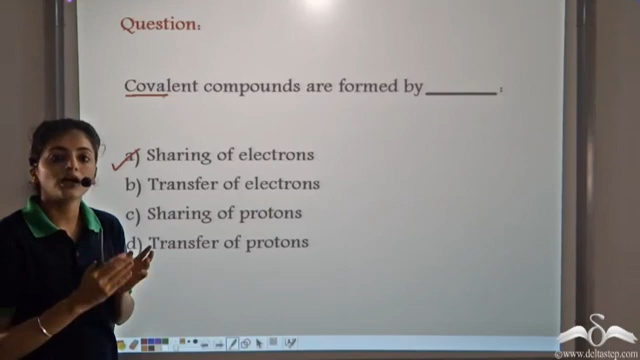 Question:
Covalent compounds are formed by ________ :
a) Sharing of electrons
b) Transfer of electrons
c) Sharing of protons
d) Transfer of protons
©www.deltastep.com